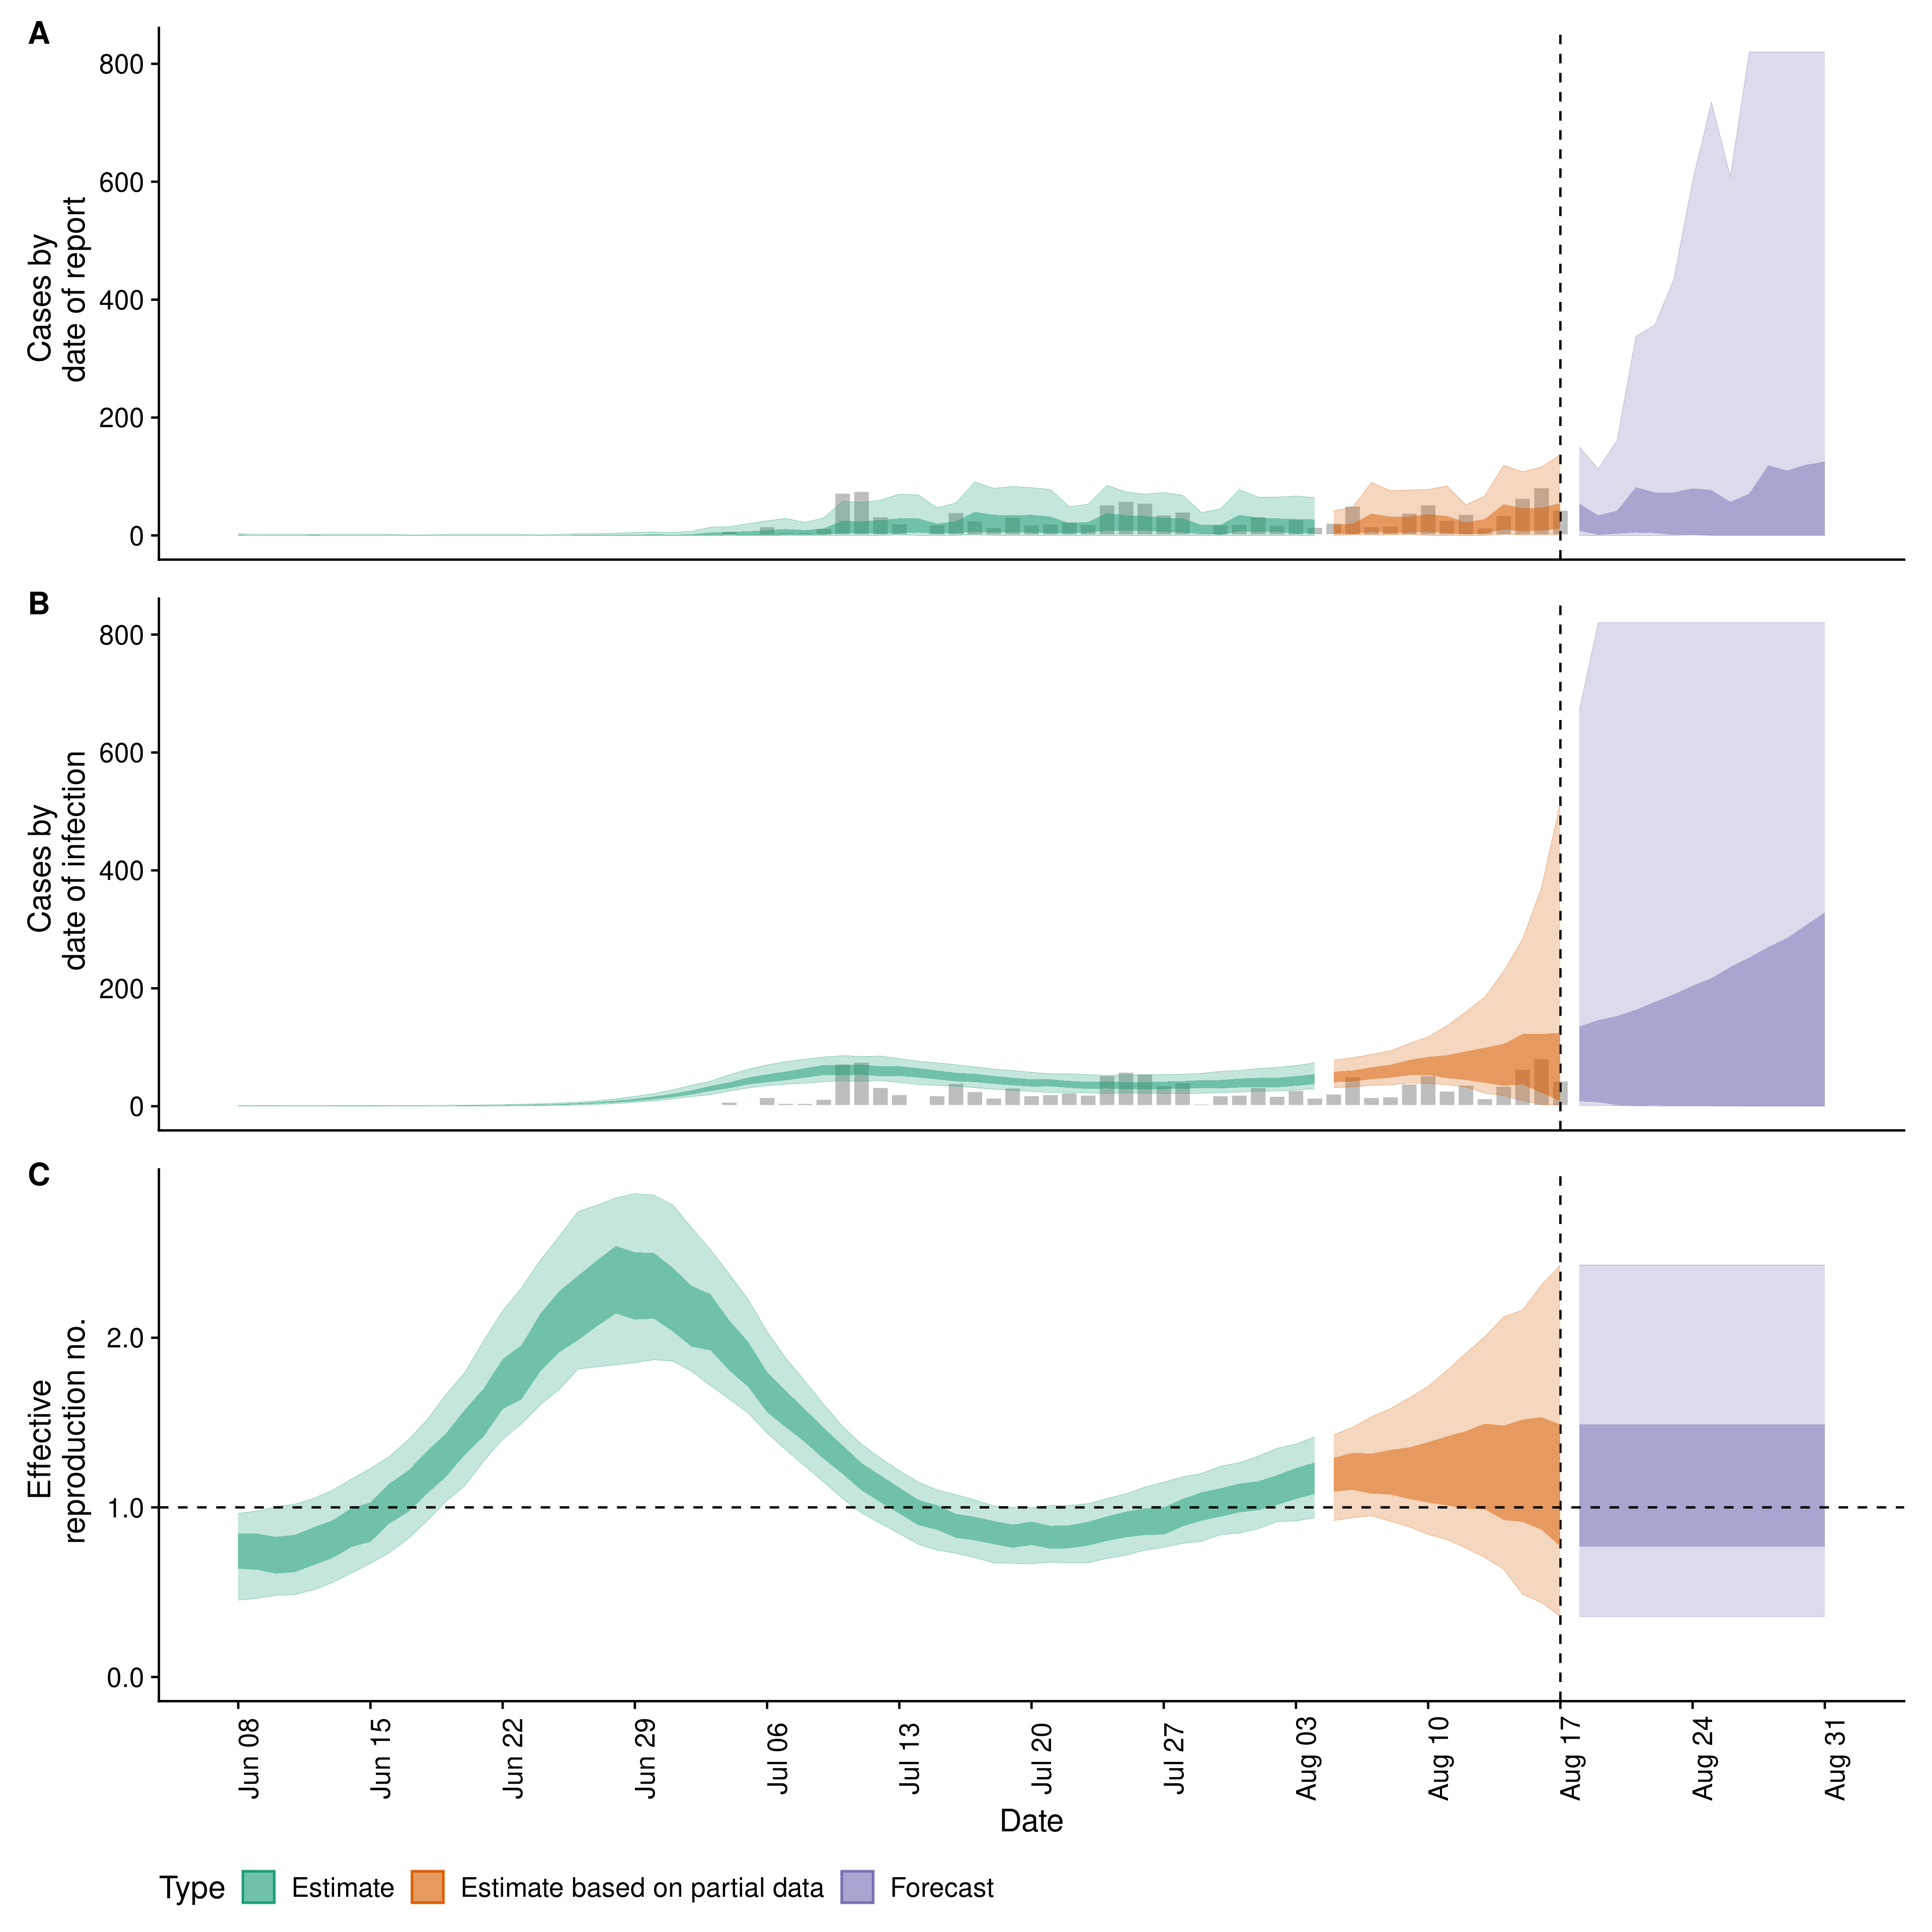 A
800
600
400
200
0
Cases by
date of report
B
800
600
400
200
0
Cases by
date of infection
C
2.0
1.0
0.0
Effective
reproduction no.
Jun 08
Jun 15
Jun 22
Jun 29
Jul 06
Jul 13
Jul 20
Jul 27
Aug 03
Aug 10
Aug 17
Aug 24
Aug 31
Date
Type Estimate Estimate based on partial data Forecast